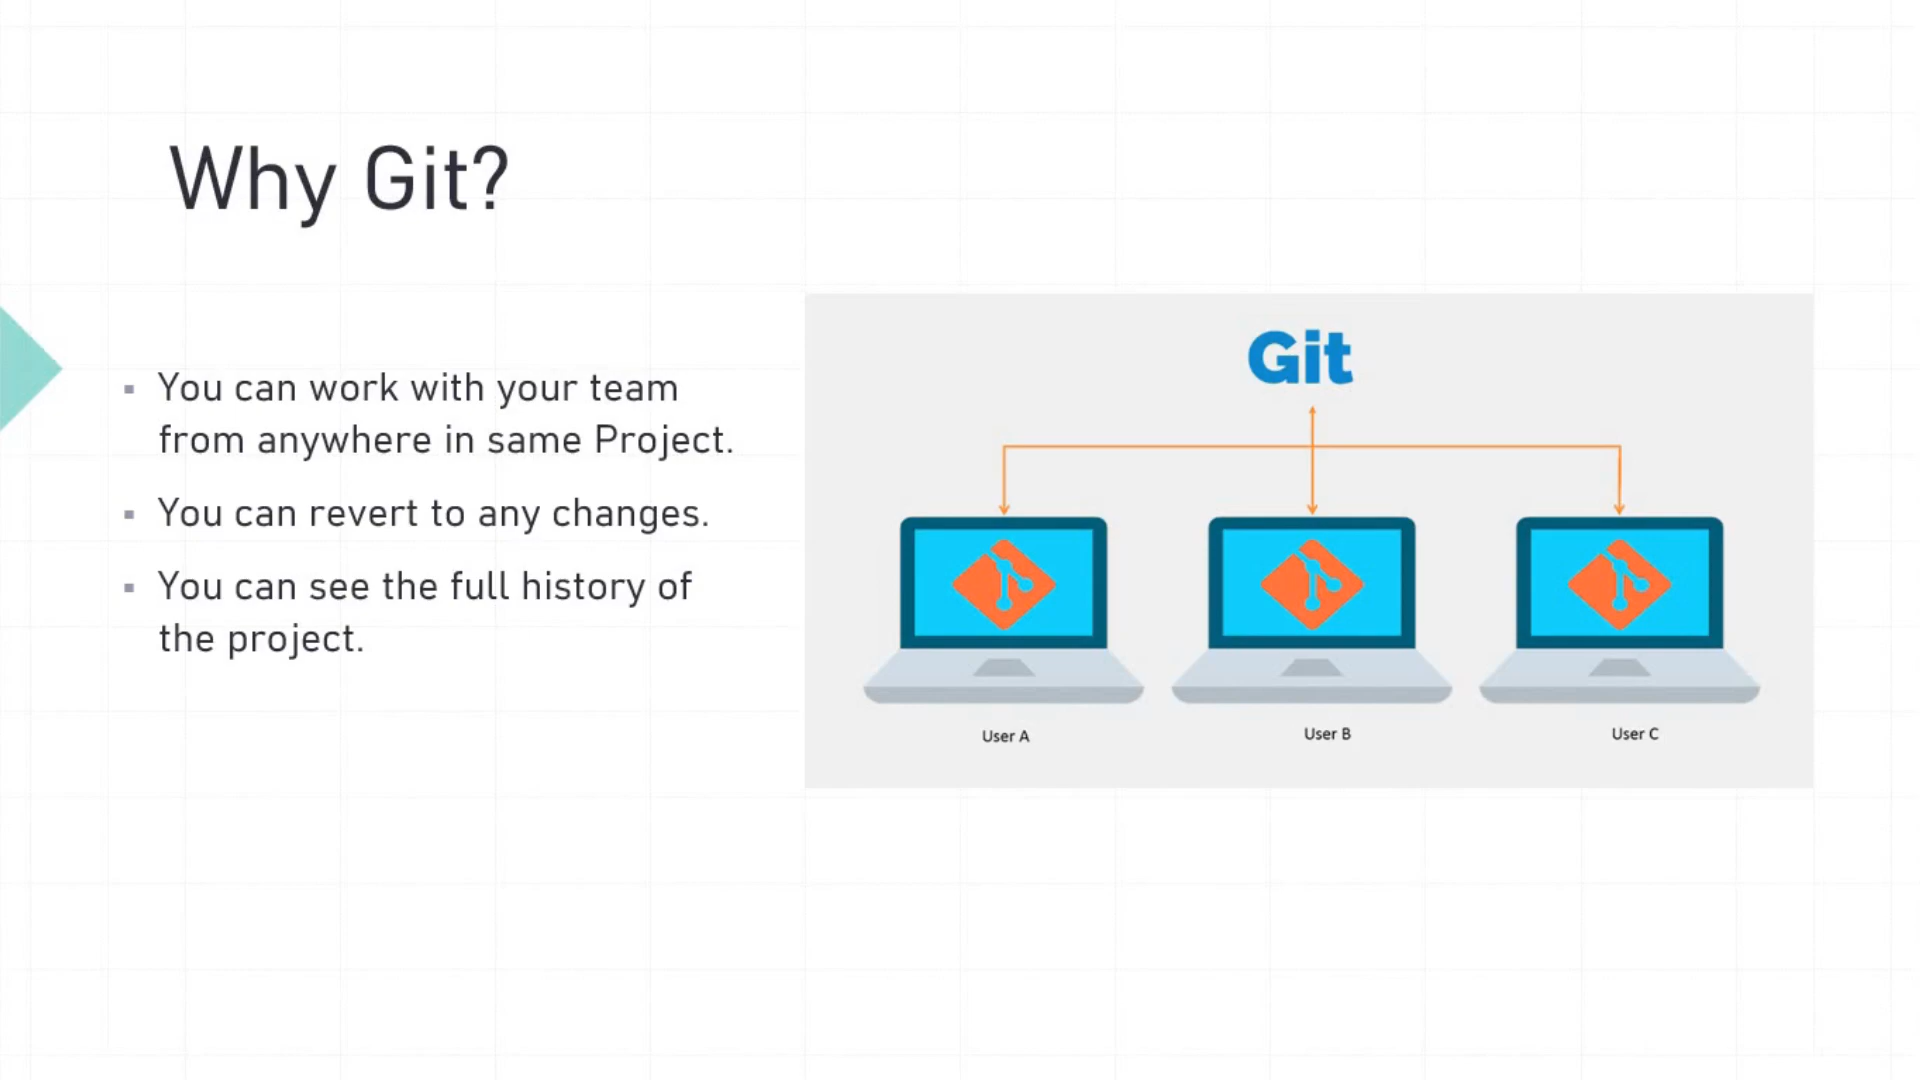 Why Git?
▪ You can work with your team
from anywhere in same Project.
▪ You can revert to any changes.
▪ You can see the full history of
the project.
Git
User A
User B
User C